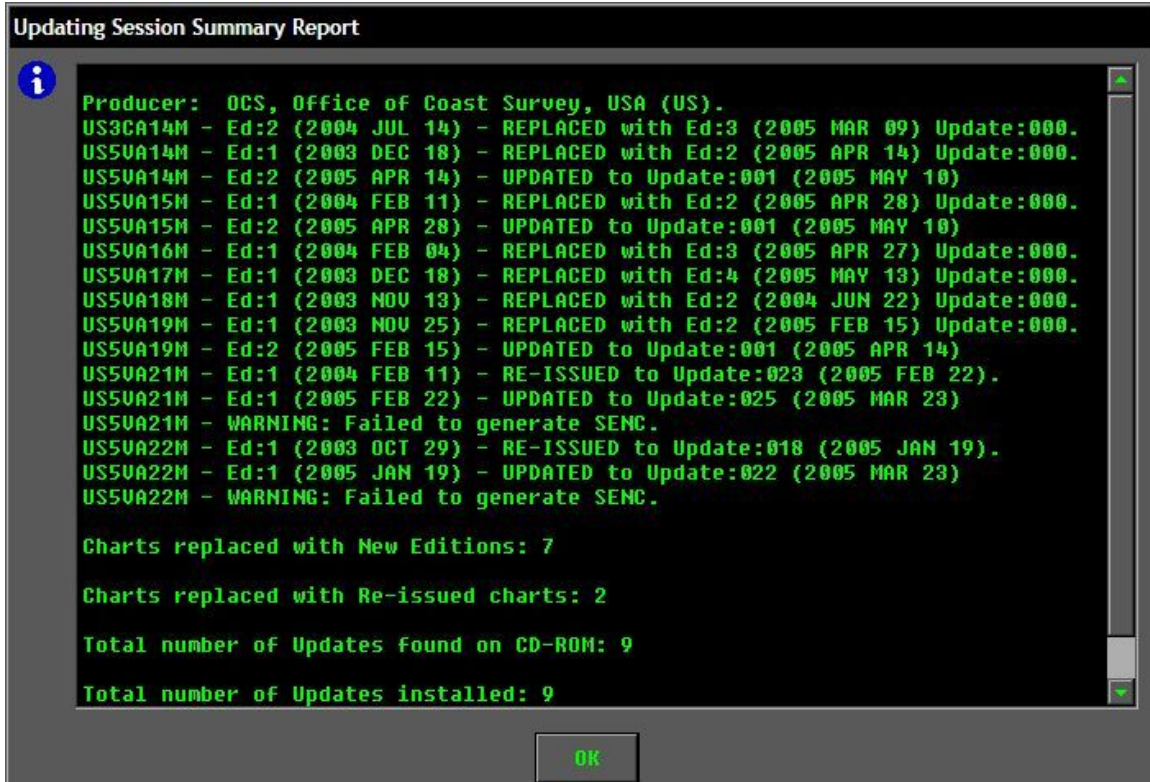 Updating Session Summary Report
Producer:  OCS, Office of Coast Survey, USA (US).
US3CA14M - Ed:2 (2004 JUL 14) - REPLACED with Ed:3 (2005 MAR 09) Update:000.
US5VA14M - Ed:1 (2003 DEC 18) - REPLACED with Ed:2 (2005 APR 14) Update:000.
US5VA14M - Ed:2 (2005 APR 14) - UPDATED to Update:001 (2005 MAY 10)
US5VA15M - Ed:1 (2004 FEB 11) - REPLACED with Ed:2 (2005 APR 28) Update:000.
US5VA15M - Ed:2 (2005 APR 28) - UPDATED to Update:001 (2005 MAY 10)
US5VA16M - Ed:1 (2004 FEB 04) - REPLACED with Ed:3 (2005 APR 27) Update:000.
US5VA17M - Ed:1 (2003 DEC 18) - REPLACED with Ed:4 (2005 MAY 13) Update:000.
US5VA18M - Ed:1 (2003 NOV 13) - REPLACED with Ed:2 (2004 JUN 22) Update:000.
US5VA19M - Ed:1 (2003 NOV 25) - REPLACED with Ed:2 (2005 FEB 15) Update:000.
US5VA19M - Ed:2 (2005 FEB 15) - UPDATED to Update:001 (2005 APR 14)
US5VA21M - Ed:1 (2004 FEB 11) - RE-ISSUED to Update:023 (2005 FEB 22).
US5VA21M - Ed:1 (2005 FEB 22) - UPDATED to Update:025 (2005 MAR 23)
US5VA21M - WARNING: Failed to generate SENC.
US5VA22M - Ed:1 (2003 OCT 29) - RE-ISSUED to Update:018 (2005 JAN 19).
US5VA22M - Ed:1 (2005 JAN 19) - UPDATED to Update:022 (2005 MAR 23)
US5VA22M - WARNING: Failed to generate SENC.
Charts replaced with New Editions: 7
Charts replaced with Re-issued charts: 2
Total number of Updates found on CD-ROM: 9
Total number of Updates installed: 9
OK